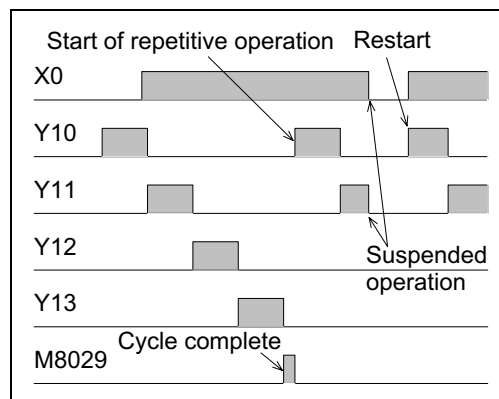 Start of repetitive operation Restart
X0
Y10
Y11
Suspended
operation
Y12
Y13
Cycle complete
M8029